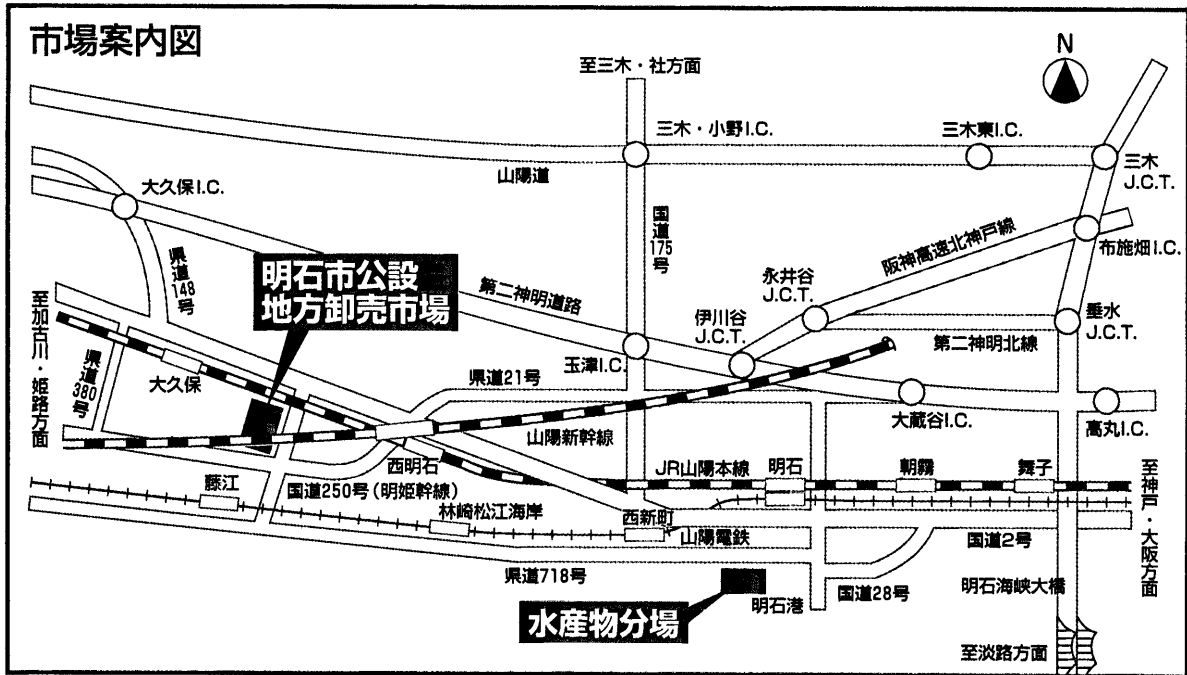 市場案内図
N
至三木・社方面
三木・小野I.C.
三木東I.C.
三木
J.C.T.
山陽道
大久保I.C.
国道175号
県道148号
阪神高速北神戸線
布施畑I.C.
明石市公設
地方卸売市場
永井谷
J.C.T.
第二神明道路
伊川谷
J.C.T.
垂水
J.C.T.
至加古川・姫路方面
玉津I.C.
第二神明北線
県道380号
大久保
県道21号
大蔵谷I.C.
高丸I.C.
山陽新幹線
西明石
JR山陽本線
明石
朝霧
舞子
至神戸・大阪方面
藤江
国道250号(明姫幹線)
林崎松江海岸
西新町
山陽電鉄
国道2号
県道718号
国道28号
明石海峡大橋
明石港
水産物分場
至淡路方面